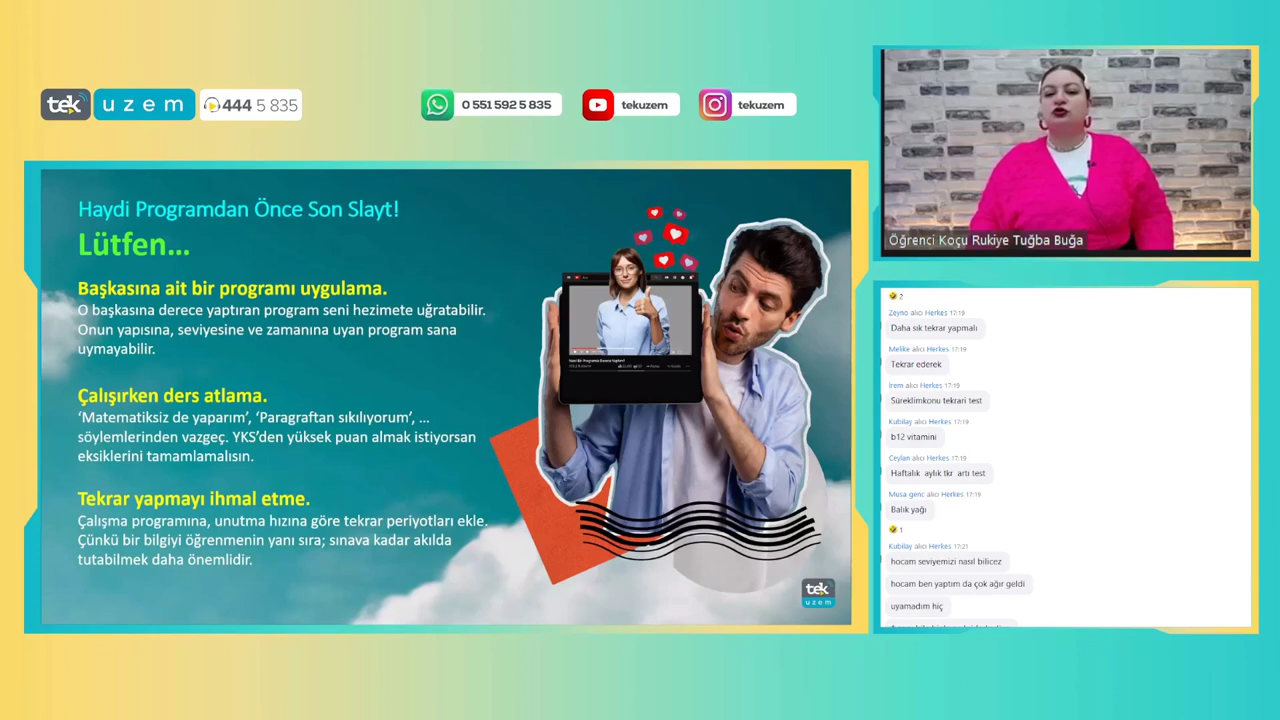 tek
uzem
444 5 835
0 551 592 5 835
tekuzem
tekuzem
Haydi Programdan Önce Son Slayt!
Lütfen...
Başkasına ait bir programı uygulama.
O başkasına derece yaptıran program seni hezimete uğratabilir.
Onun yapısına, seviyesine ve zamanına uyan program sana
uymayabilir.
Çalışırken ders atlama.
‘Matematiksiz de yaparım’, ‘Paragraftan sıkılıyorum’, ...
söylemlerinden vazgeç. YKS’den yüksek puan almak istiyorsan
eksiklerini tamamlamalısın.
Tekrar yapmayı ihmal etme.
Çalışma programına, unutma hızına göre tekrar periyotları ekle.
Çünkü bir bilgiyi öğrenmenin yanı sıra; sınava kadar akılda
tutabilmek daha önemlidir.
tek
uzem
Öğrenci Koçu Rukiye Tuğba Buğa
2
Zeyno alıcı Herkes 17:19
Daha sık tekrar yapmalı
Melike alıcı Herkes 17:19
Tekrar ederek
İrem alıcı Herkes 17:19
Süreklimkonu tekrari test
Kubilay alıcı Herkes 17:19
b12 vitamini
Ceylan alıcı Herkes 17:19
Haftalık aylık tkr artı test
Musa genc alıcı Herkes 17:19
Balık yağı
1
Kubilay alıcı Herkes 17:21
hocam seviyemizi nasıl bilicez
hocam ben yaptım da çok ağır geldi
uyamadım hiç